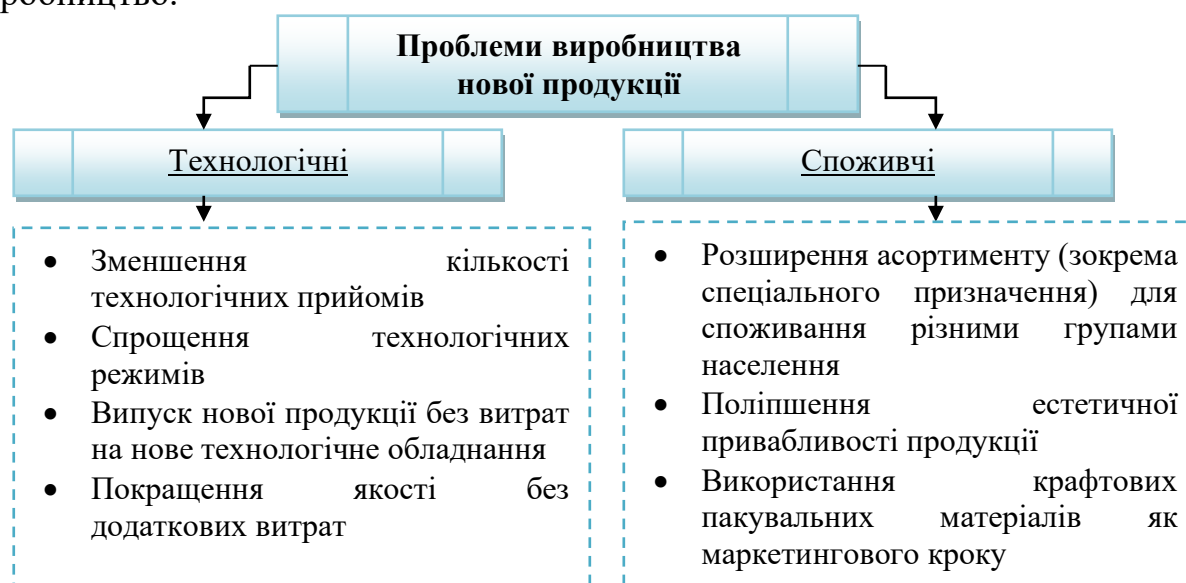 робництво.
Проблеми виробництва
нової продукції
Технологічні
Споживчі
• Зменшення кількості
технологічних прийомів
• Спрощення технологічних
режимів
• Випуск нової продукції без витрат
на нове технологічне обладнання
• Покращення якості без
додаткових витрат
• Розширення асортименту (зокрема
спеціального призначення) для
споживання різними групами
населення
• Поліпшення естетичної
привабливості продукції
• Використання крафтових
пакувальних матеріалів як
маркетингового кроку